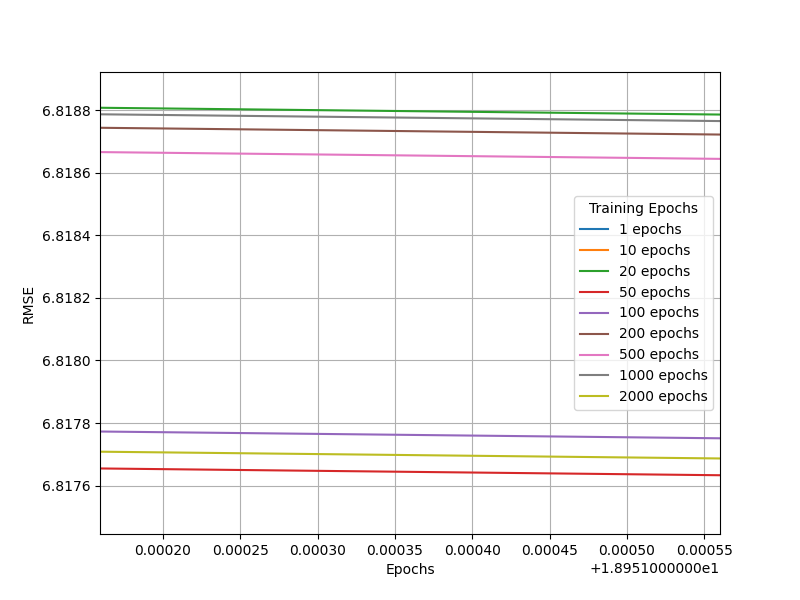 6.8188
6.8186
6.8184
6.8182
6.8180
6.8178
6.8176
RMSE
Training Epochs
1 epochs
10 epochs
20 epochs
50 epochs
100 epochs
200 epochs
500 epochs
1000 epochs
2000 epochs
0.00020 0.00025 0.00030 0.00035 0.00040 0.00045 0.00050 0.00055
Epochs
+1.8951000000e1